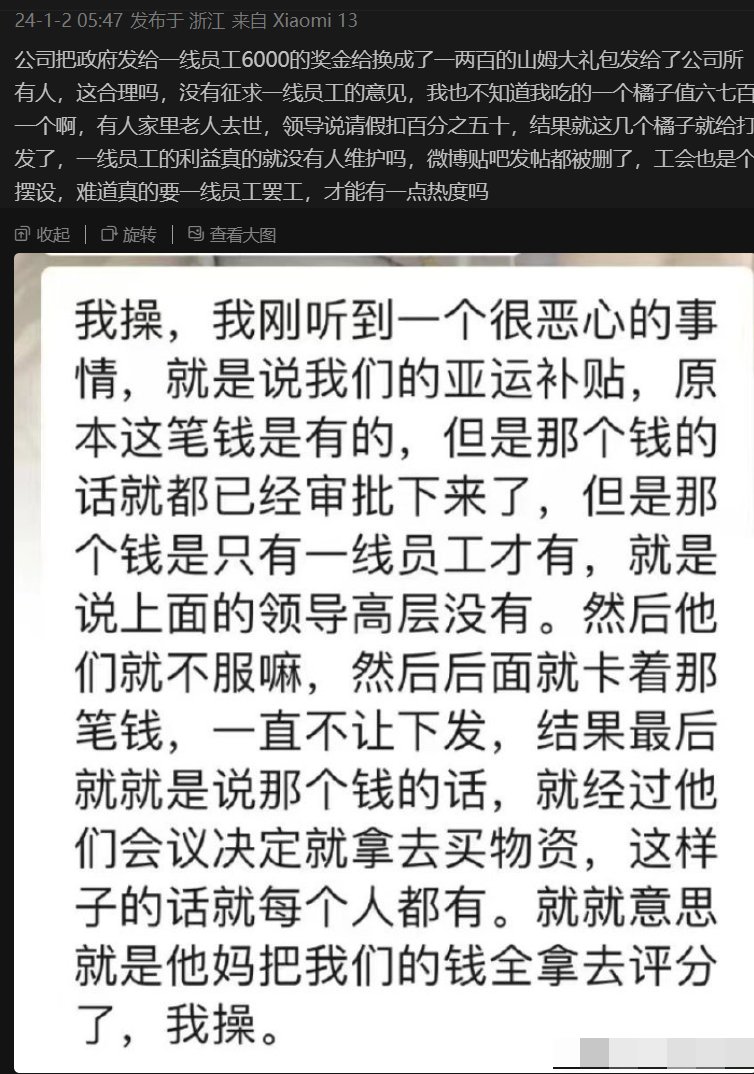 24-1-2 05:47 发布于 浙江 来自 Xiaomi 13
公司把政府发给一线员工6000的奖金给换成了一两百的山姆大礼包发给了公司所
有人，这合理吗，没有征求一线员工的意见，我也不知道我吃的一个橘子值六七百
一个啊，有人家里老人去世，领导说请假扣百分之五十，结果就这几个橘子就给打
发了，一线员工的利益真的就没有人维护吗，微博贴吧发帖都被删了，工会也是个
摆设，难道真的要一线员工罢工，才能有一点热度吗
收起 旋转 查看大图
我操，我刚听到一个很恶心的事
情，就是说我们的亚运补贴，原
本这笔钱是有的，但是那个钱的
话就都已经审批下来了，但是那
个钱是只有一线员工才有，就是
说上面的领导高层没有。然后他
们就不服嘛，然后后面就卡着那
笔钱，一直不让下发，结果最后
就就是说那个钱的话，就经过他
们会议决定就拿去买物资，这样
子的话就每个人都有。就就意思
就是他妈把我们的钱全拿去评分
了，我操。